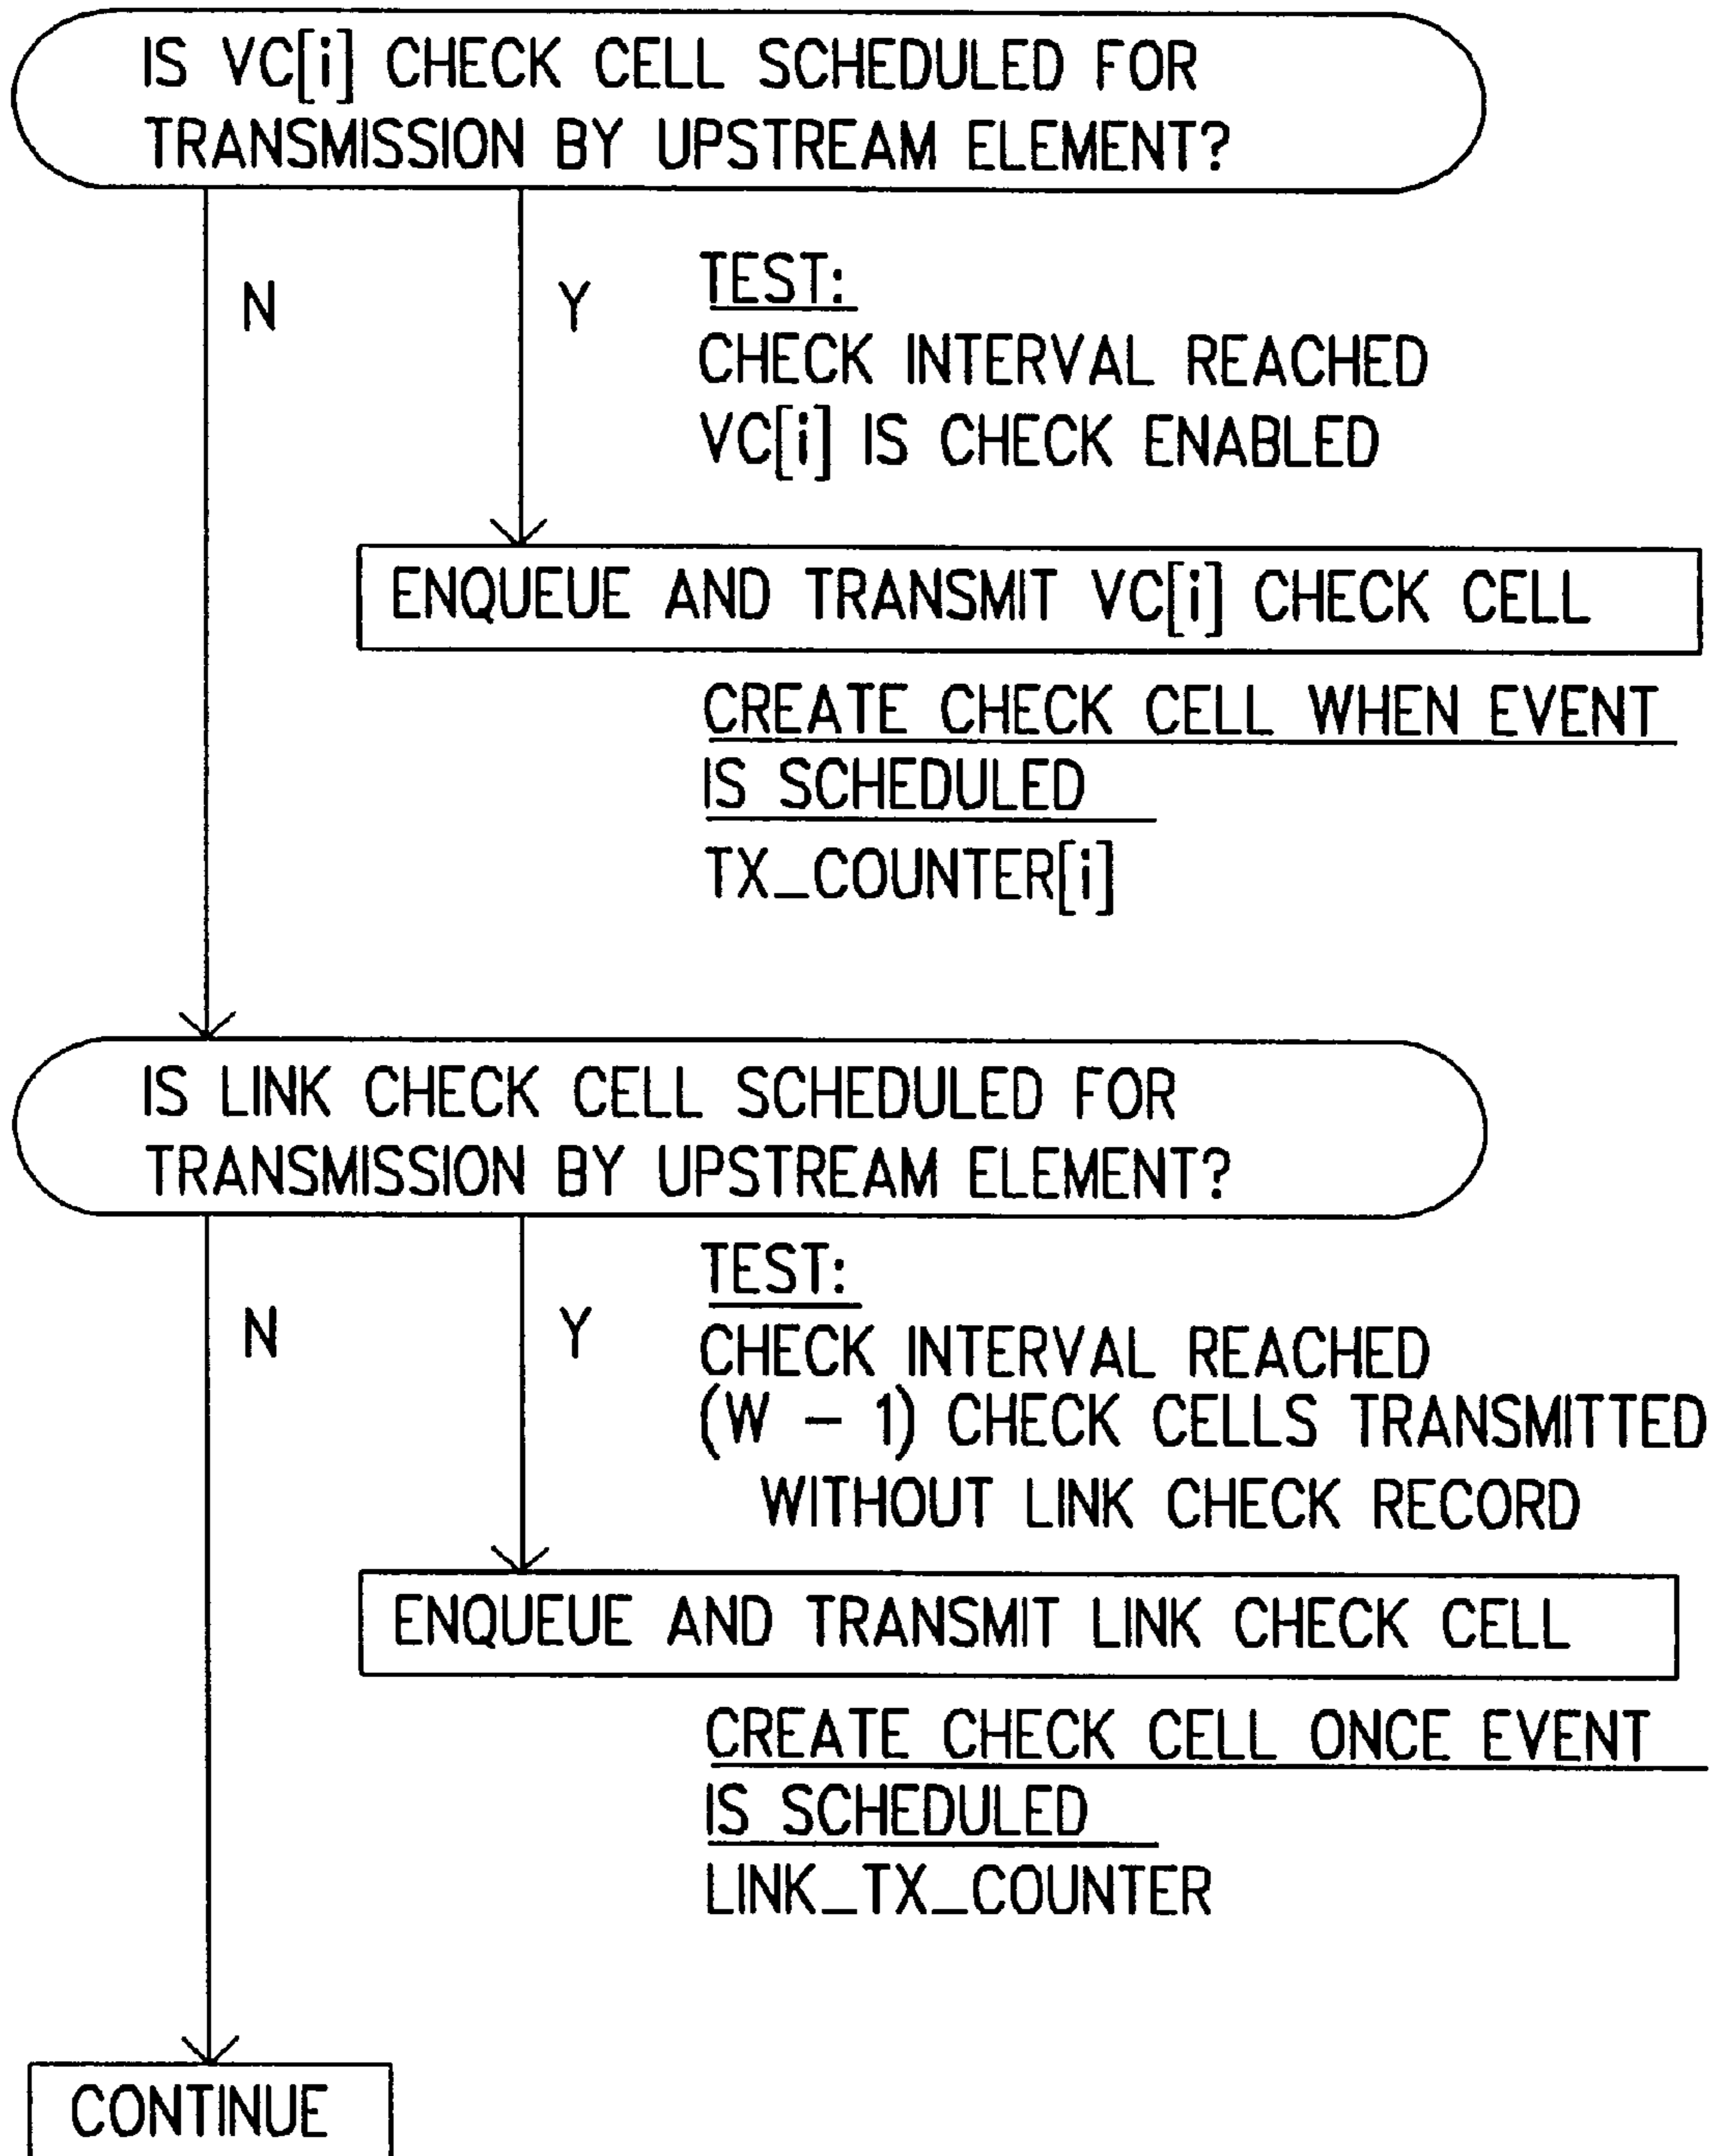 IS VC[i] CHECK CELL SCHEDULED FOR
TRANSMISSION BY UPSTREAM ELEMENT?
N
Y
TEST:
CHECK INTERVAL REACHED
VC[i] IS CHECK ENABLED
ENQUEUE AND TRANSMIT VC[i] CHECK CELL
CREATE CHECK CELL WHEN EVENT
IS SCHEDULED
TX_COUNTER[i]
IS LINK CHECK CELL SCHEDULED FOR
TRANSMISSION BY UPSTREAM ELEMENT?
N
Y
TEST:
CHECK INTERVAL REACHED
(W – 1) CHECK CELLS TRANSMITTED
WITHOUT LINK CHECK RECORD
ENQUEUE AND TRANSMIT LINK CHECK CELL
CREATE CHECK CELL ONCE EVENT
IS SCHEDULED
LINK_TX_COUNTER
CONTINUE